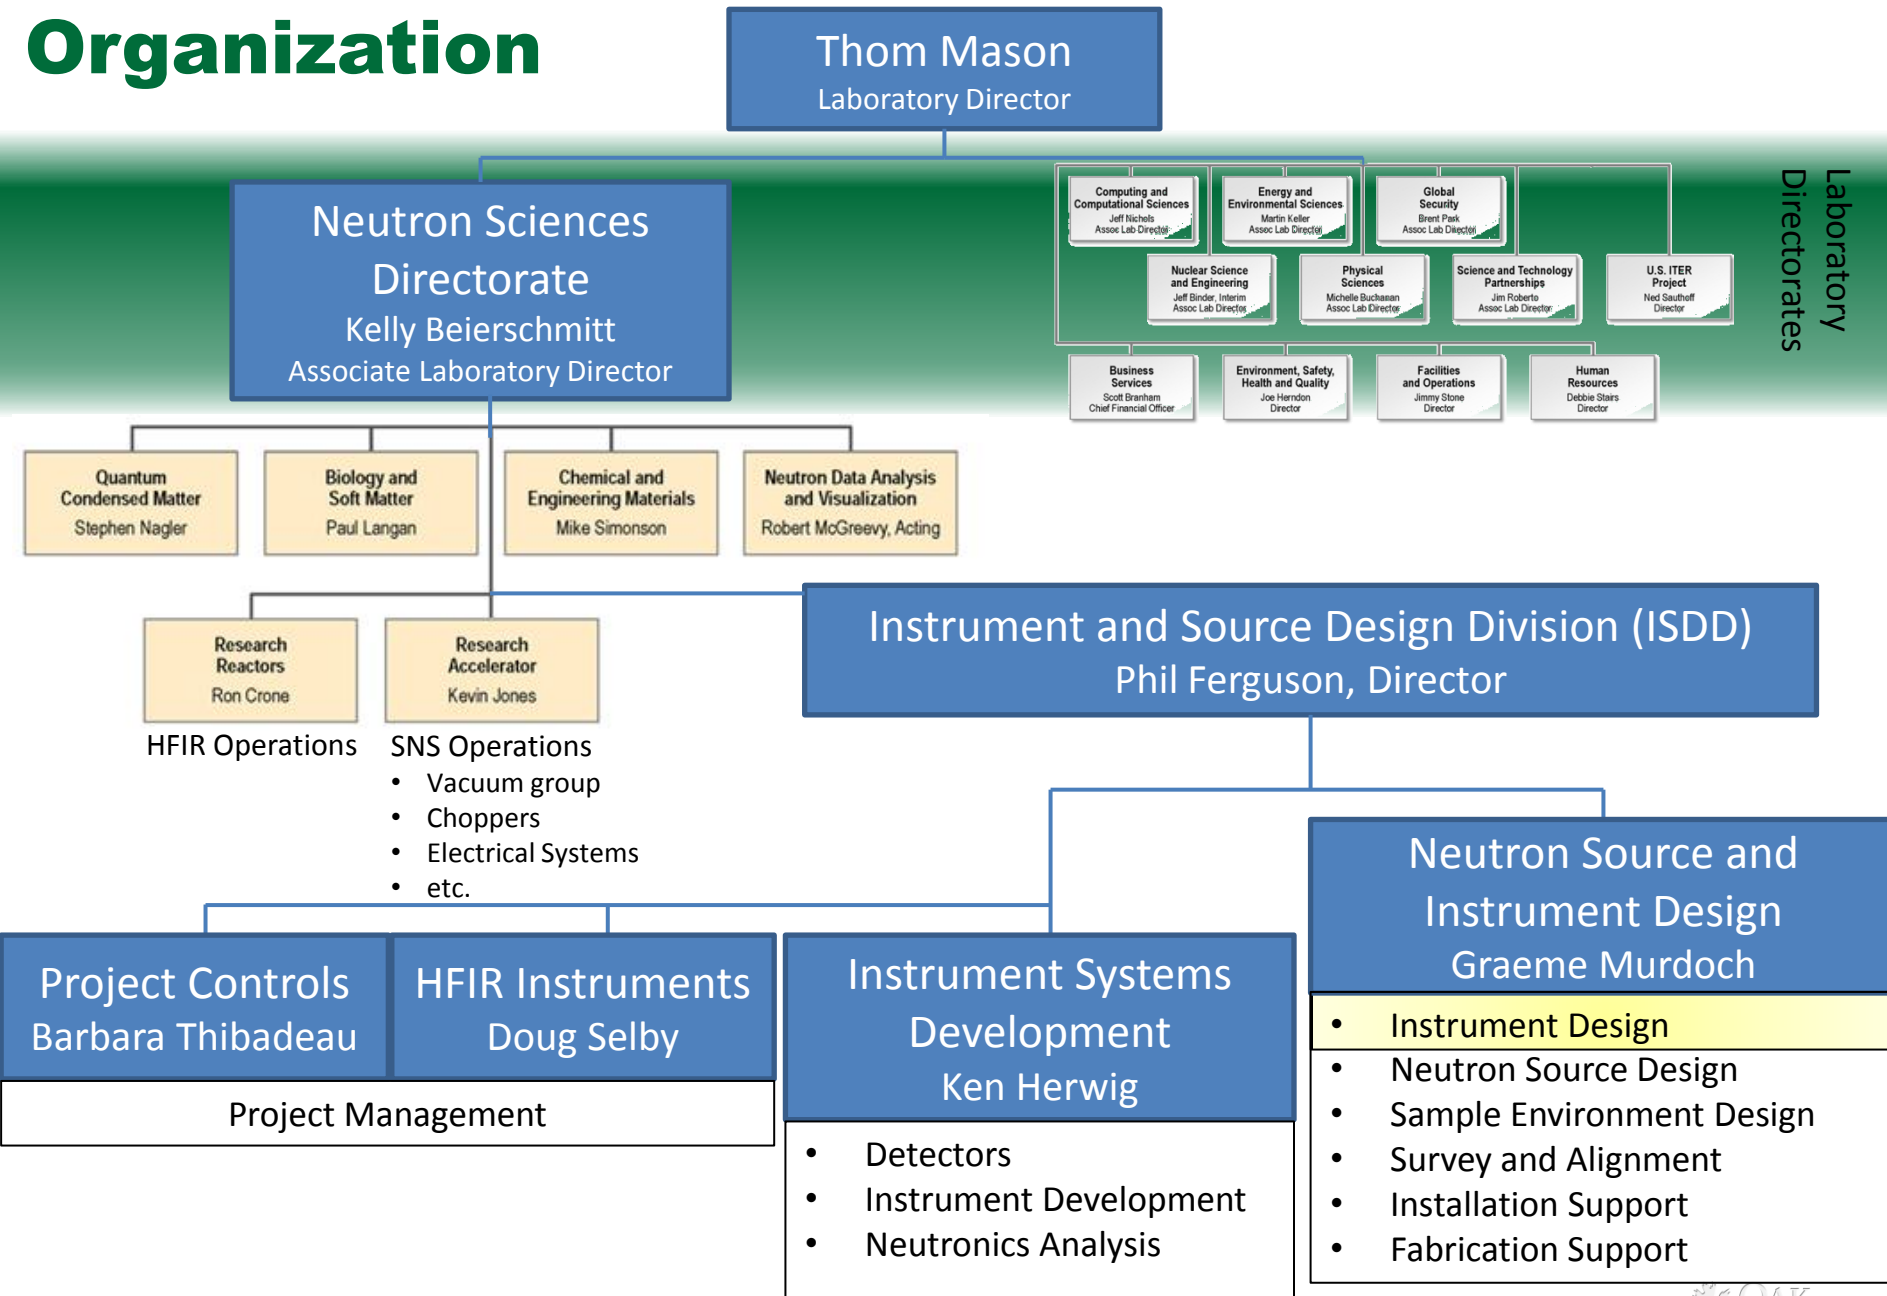 Organization
Thom Mason
Laboratory Director
Neutron Sciences
Directorate
Kelly Beierschmitt
Associate Laboratory Director
Computing and
Computational Sciences
Jeff Nichols
Assoc Lab Director
Energy and
Environmental Sciences
Martin Keller
Assoc Lab Director
Global
Security
Brent Park
Assoc Lab Director
Nuclear Science
and Engineering
Jeff Binder, Interim
Assoc Lab Director
Physical
Sciences
Michelle Buchanan
Assoc Lab Director
Science and Technology
Partnerships
Jim Roberto
Assoc Lab Director
U.S. ITER
Project
Ned Sauthoff
Director
Business
Services
Scott Branham
Chief Financial Officer
Environment, Safety,
Health and Quality
Joe Herndon
Director
Facilities
and Operations
Jimmy Stone
Director
Human
Resources
Debbie Stairs
Director
Laboratory
Directorates
Quantum
Condensed Matter
Stephen Nagler
Biology and
Soft Matter
Paul Langan
Chemical and
Engineering Materials
Mike Simonson
Neutron Data Analysis
and Visualization
Robert McGreevy, Acting
Research
Reactors
Ron Crone
HFIR Operations
Research
Accelerator
Kevin Jones
SNS Operations
• Vacuum group
• Choppers
• Electrical Systems
• etc.
Instrument and Source Design Division (ISDD)
Phil Ferguson, Director
Project Controls
Barbara Thibadeau
HFIR Instruments
Doug Selby
Project Management
Instrument Systems
Development
Ken Herwig
• Detectors
• Instrument Development
• Neutronics Analysis
Neutron Source and
Instrument Design
Graeme Murdoch
• Instrument Design
• Neutron Source Design
• Sample Environment Design
• Survey and Alignment
• Installation Support
• Fabrication Support
OAK